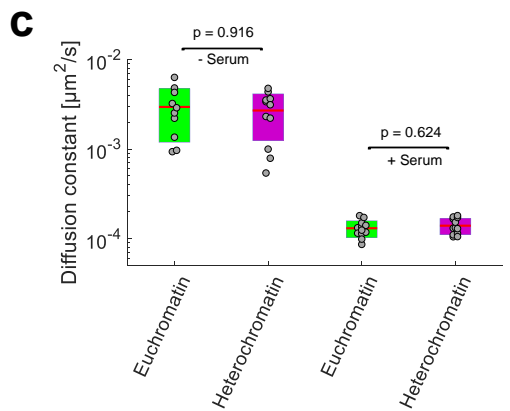 C
p = 0.916
- Serum
p = 0.624
+ Serum
Diffusion constant [μm²/s]
10⁻²
10⁻³
10⁻⁴
Euchromatin
Heterochromatin
Euchromatin
Heterochromatin